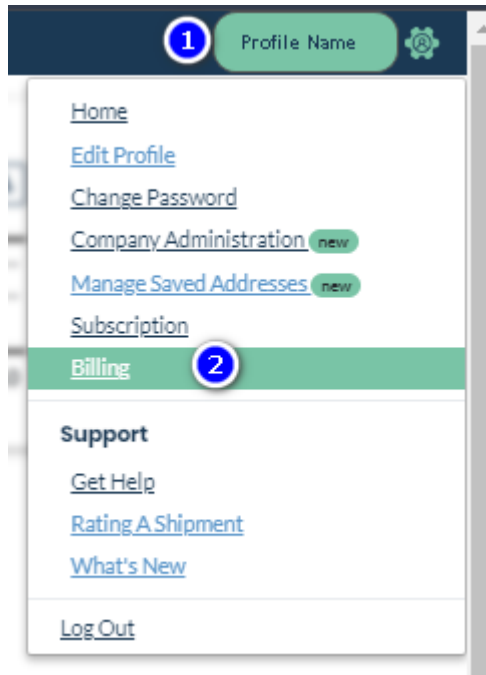 1 Profile Name
Home
Edit Profile
Change Password
Company Administration new
Manage Saved Addresses new
Subscription
Billing 2
Support
Get Help
Rating A Shipment
What's New
Log Out